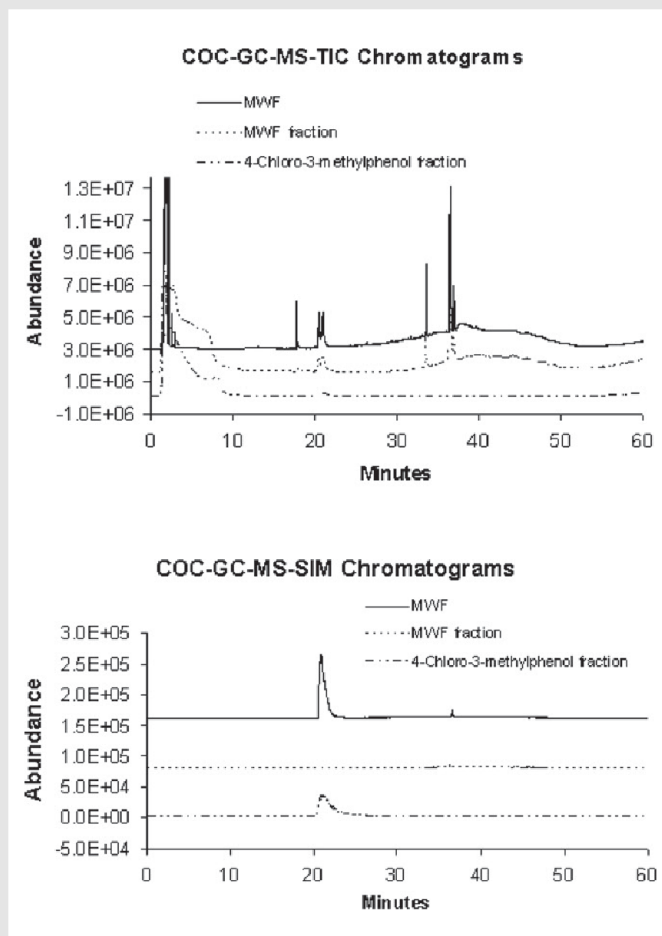 COC-GC-MS-TIC Chromatograms
MWF
MWF fraction
4-Chloro-3-methylphenol fraction
Abundance
1.3E+07
1.1E+07
9.0E+06
7.0E+06
5.0E+06
3.0E+06
1.0E+06
-1.0E+06
0 10 20 30 40 50 60
Minutes
COC-GC-MS-SIM Chromatograms
MWF
MWF fraction
4-Chloro-3-methylphenol fraction
Abundance
3.0E+05
2.5E+05
2.0E+05
1.5E+05
1.0E+05
5.0E+04
0.0E+00
-5.0E+04
0 10 20 30 40 50 60
Minutes